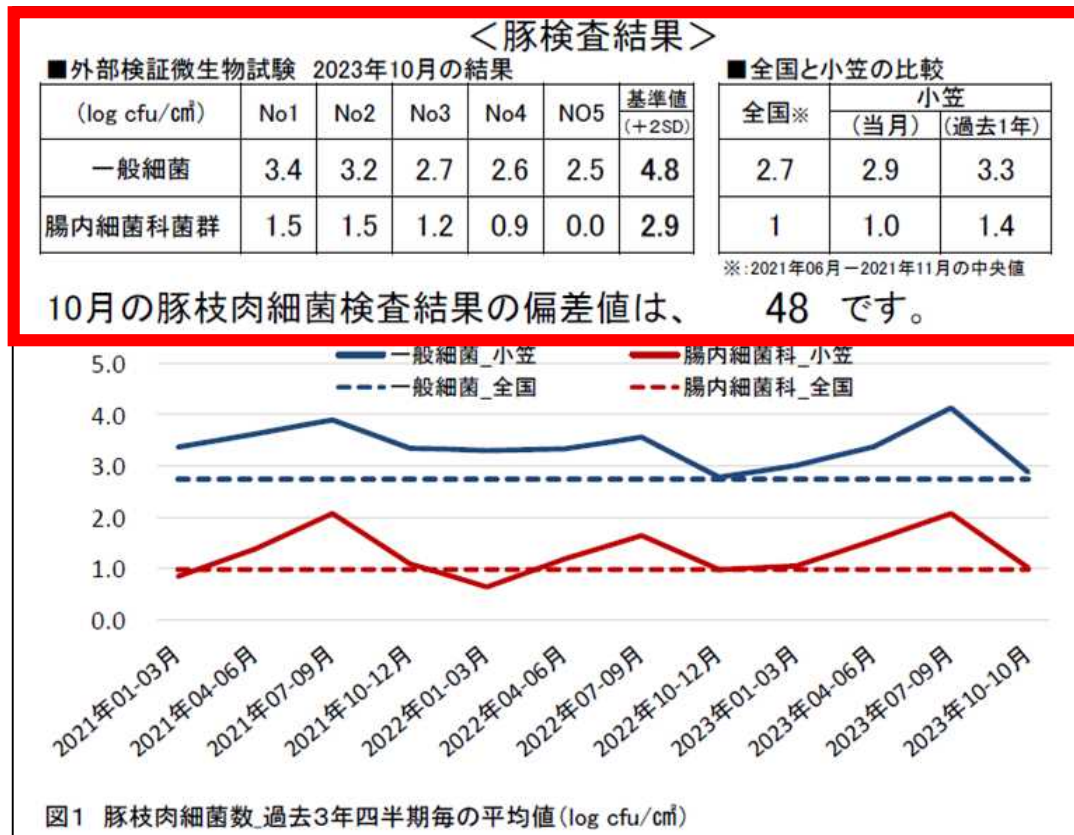 ＜豚検査結果＞
■外部検証微生物試験 2023年10月の結果
(log cfu/㎠) No1 No2 No3 No4 NO5 基準値 (+2SD)
一般細菌 3.4 3.2 2.7 2.6 2.5 4.8
腸内細菌科菌群 1.5 1.5 1.2 0.9 0.0 2.9
■全国と小笠の比較
全国※ 小笠
(当月) (過去1年)
2.7 2.9 3.3
1 1.0 1.4
※:2021年06月－2021年11月の中央値
10月の豚枝肉細菌検査結果の偏差値は、 48 です。
一般細菌_小笠 腸内細菌科_小笠
一般細菌_全国 腸内細菌科_全国
5.0
4.0
3.0
2.0
1.0
0.0
2021年01-03月
2021年04-06月
2021年07-09月
2021年10-12月
2022年01-03月
2022年04-06月
2022年07-09月
2022年10-12月
2023年01-03月
2023年04-06月
2023年07-09月
2023年10-10月
図1 豚枝肉細菌数_過去3年四半期毎の平均値(log cfu/㎠)